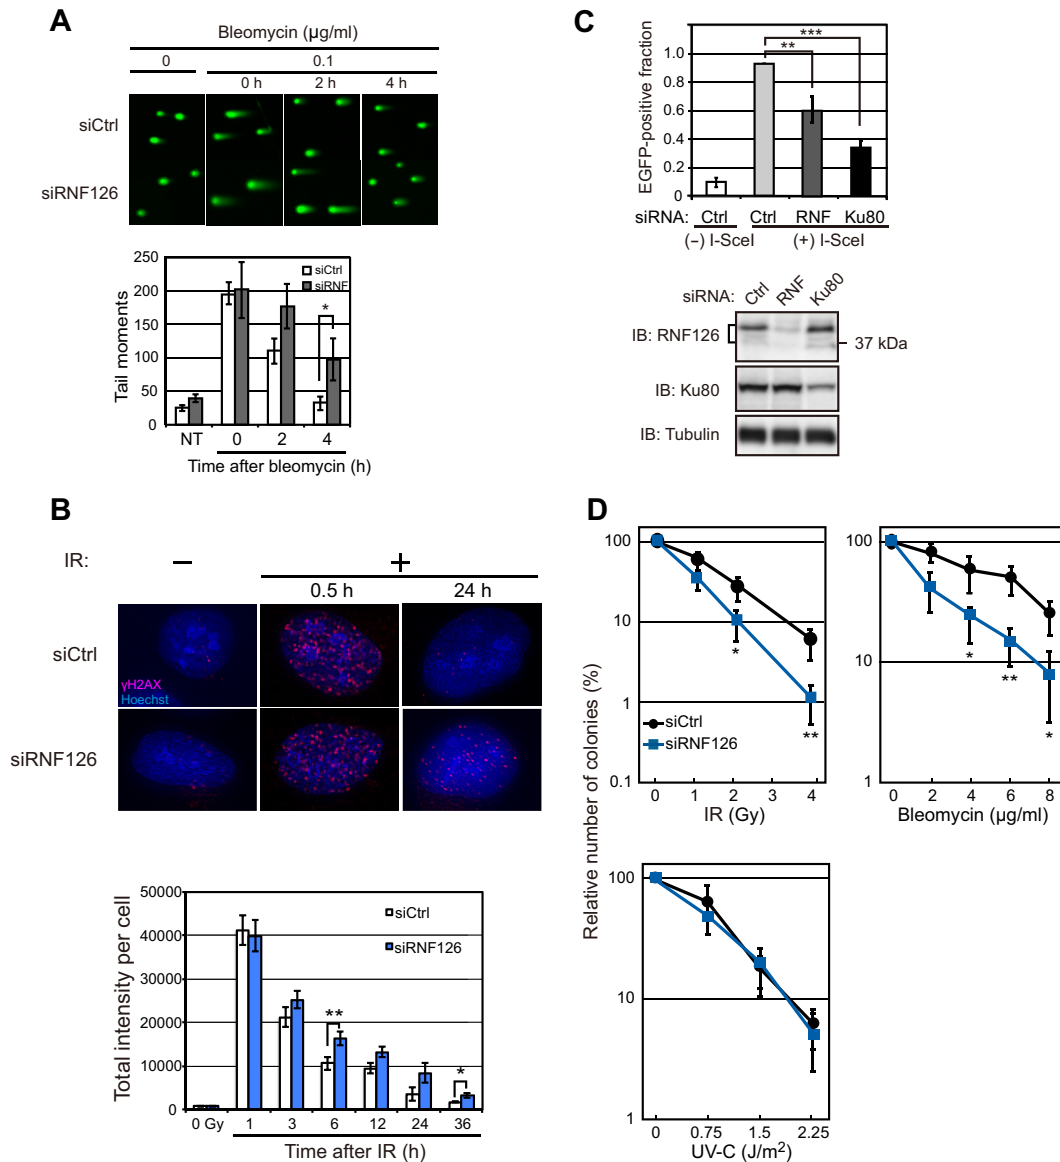 A
Bleomycin (µg/ml)
0 0.1
0 h 2 h 4 h
siCtrl
siRNF126
250
200
150
100
50
0
Tail moments
siCtrl
siRNF
*
NT 0 2 4
Time after bleomycin (h)
B
IR: − +
0.5 h 24 h
siCtrl
γH2AX
Hoechst
siRNF126
50000
40000
30000
20000
10000
0
Total intensity per cell
siCtrl
siRNF126
**
*
0 Gy 1 3 6 12 24 36
Time after IR (h)
C
***
**
1.0
0.8
0.6
0.4
0.2
0
EGFP-positive fraction
siRNA: Ctrl Ctrl RNF Ku80
(−) I-SceI (+) I-SceI
siRNA: Ctrl RNF Ku80
IB: RNF126
37 kDa
IB: Ku80
IB: Tubulin
D
Relative number of colonies (%)
100
10
1
0.1
*
**
siCtrl
siRNF126
0 1 2 3 4
IR (Gy)
100
10
1
*
**
*
0 2 4 6 8
Bleomycin (µg/ml)
100
10
1
0 0.75 1.5 2.25
UV-C (J/m²)